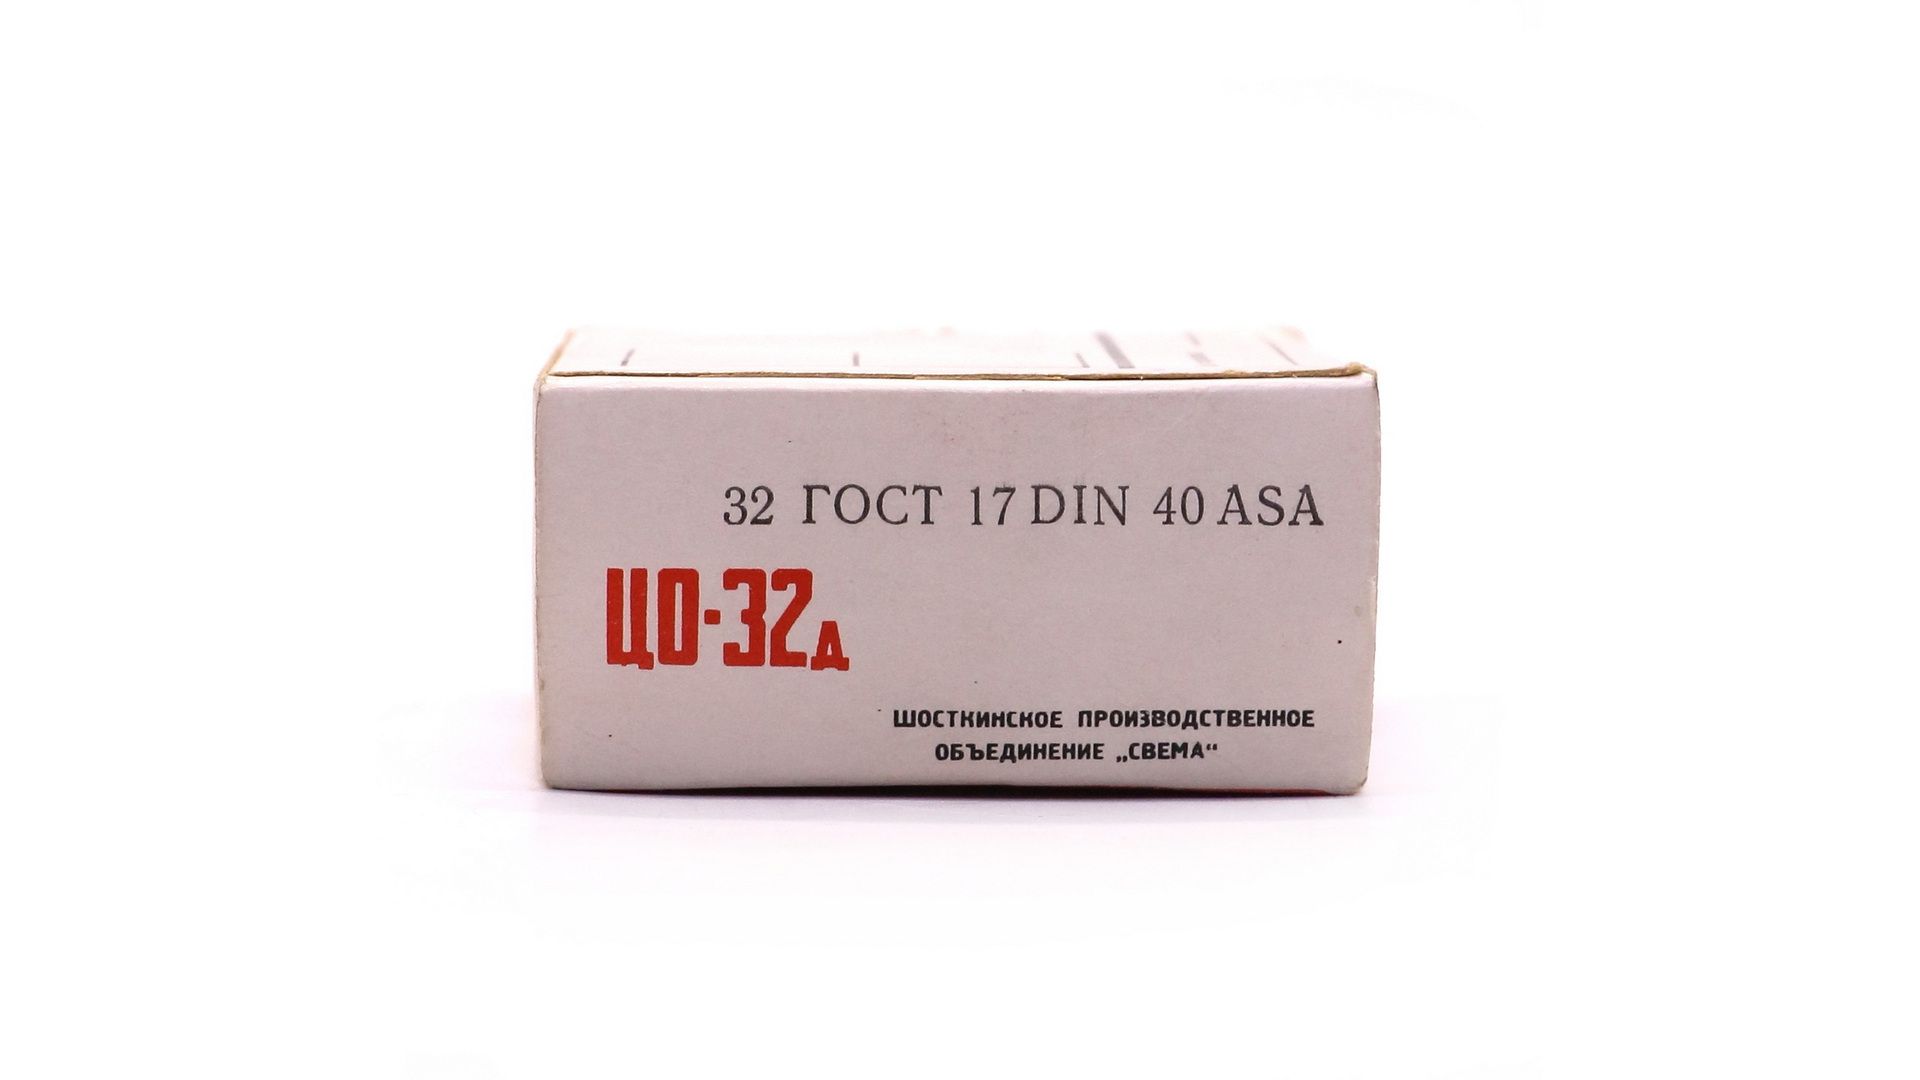 32 ГОСТ 17 DIN 40 ASA
ЦО-32д
ШОСТКИНСКОЕ ПРОИЗВОДСТВЕННОЕ
ОБЪЕДИНЕНИЕ „СВЕМА“